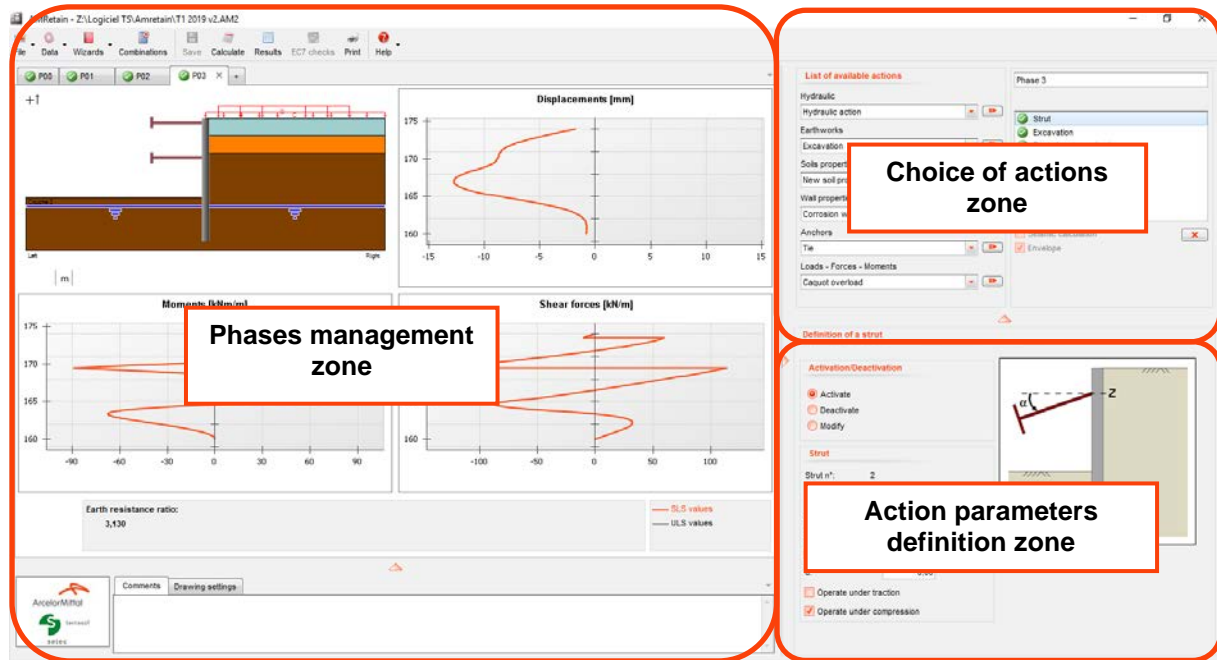 AmRetain - Z:\Logiciel TS\Amretain\T1 2019 v2.AM2
File Data Wizards Combinations Save Calculate Results EC7 checks Print Help
P00 P01 P02 P03
+1
Displacements [mm]
175
170
165
160
-15 -10 -5 0 5 10 15
Left Right
m
Moments [kNm/m]
175
170
165
160
-90 -60 -30 0 30 60 90
Shear forces [kN/m]
175
170
165
160
-100 -50 0 50 100
Phases management
zone
Earth resistance ratio:
3,130
SLS values
ULS values
ArcelorMittal
terrasol
setec
Comments Drawing settings
List of available actions
Phase 3
Hydraulic
Hydraulic action
Strut
Earthworks
Excavation
Excavation
Soils
New soil
Wall
Corrosion
Choice of actions
zone
Anchors
Tie
Envelope
Loads - Forces - Moments
Caquot overload
Definition of a strut
Activation/Deactivation
Activate
Deactivate
Modify
α
Z
Strut
Strut n°: 2
Action parameters
definition zone
Operate under traction
Operate under compression